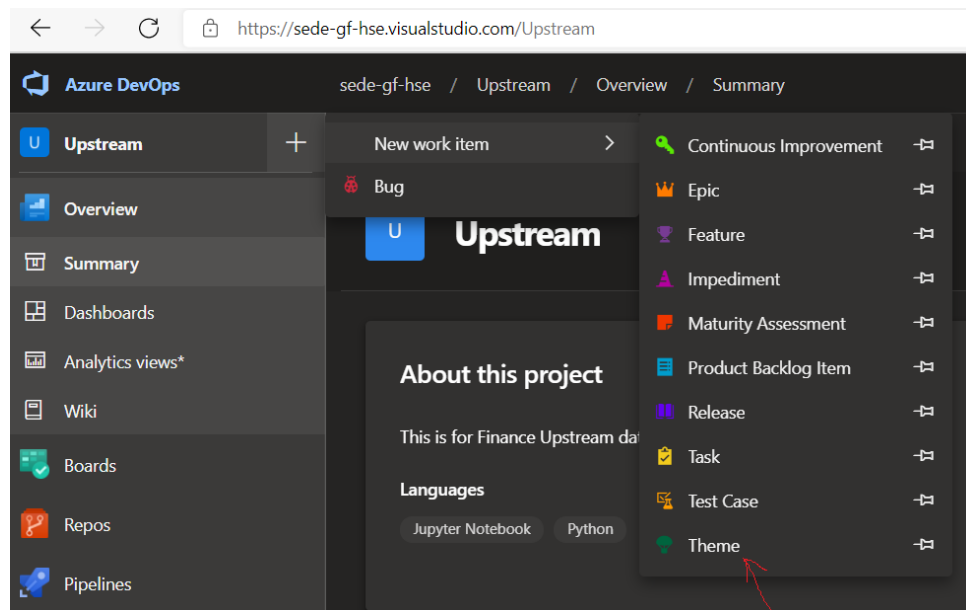 https://sede-gf-hse.visualstudio.com/Upstream
Azure DevOps
sede-gf-hse / Upstream / Overview / Summary
U Upstream
New work item
Bug
Overview
Summary
Dashboards
Analytics views*
Wiki
Boards
Repos
Pipelines
U Upstream
About this project
This is for Finance Upstream
Languages
Jupyter Notebook Python
Continuous Improvement
Epic
Feature
Impediment
Maturity Assessment
Product Backlog Item
Release
Task
Test Case
Theme